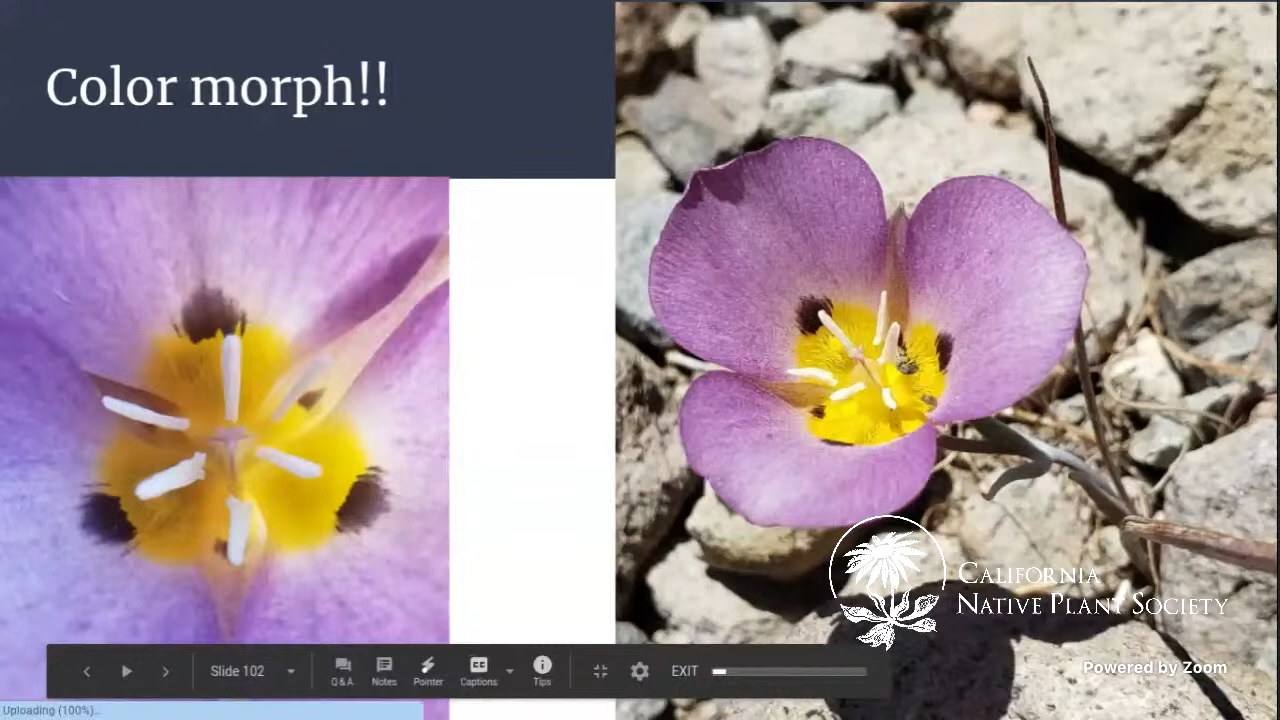 Color morph!!
CALIFORNIA
NATIVE PLANT SOCIETY
Slide 102
Q & A
Notes
Pointer
Captions
Tips
EXIT
Powered by Zoom
Uploading (100%)...